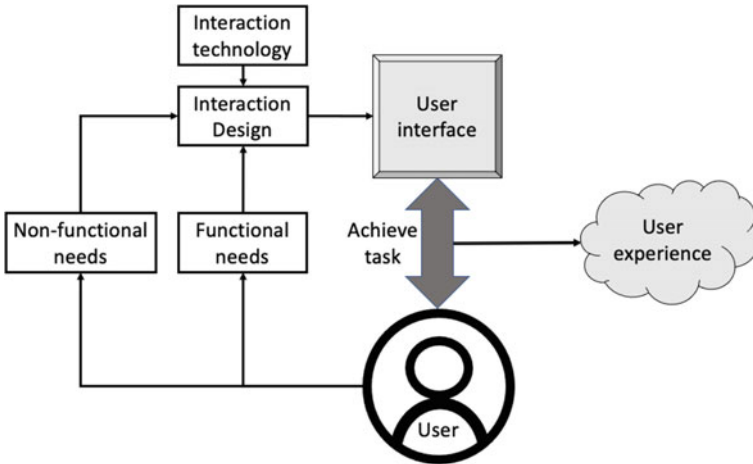 Interaction
technology
Interaction
Design
User
interface
Non-functional
needs
Functional
needs
Achieve
task
User
experience
User